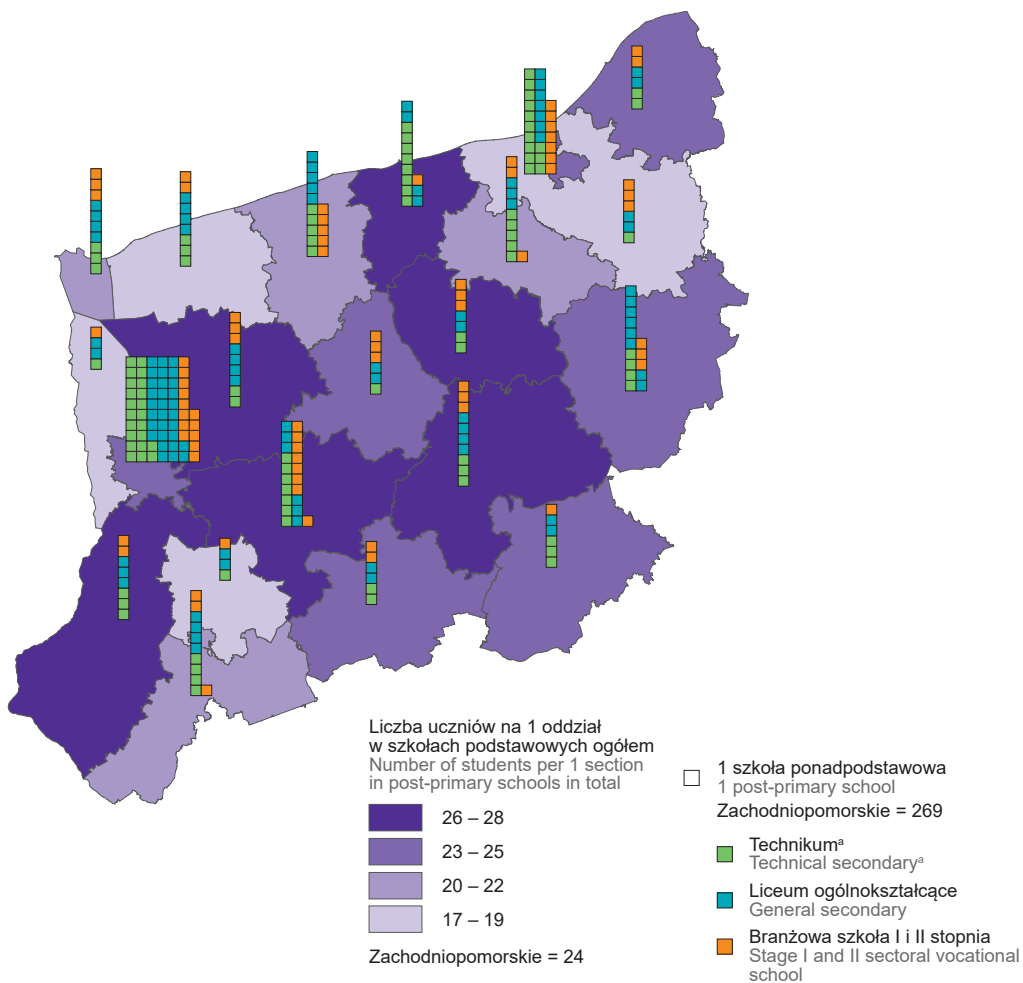 Liczba uczniów na 1 oddział
w szkołach podstawowych ogółem
Number of students per 1 section
in post-primary schools in total
26 – 28
23 – 25
20 – 22
17 – 19
Zachodniopomorskie = 24
1 szkoła ponadpodstawowa
1 post-primary school
Zachodniopomorskie = 269
Technikumᵃ
Technical secondaryᵃ
Liceum ogólnokształcące
General secondary
Branżowa szkoła I i II stopnia
Stage I and II sectoral vocational
school